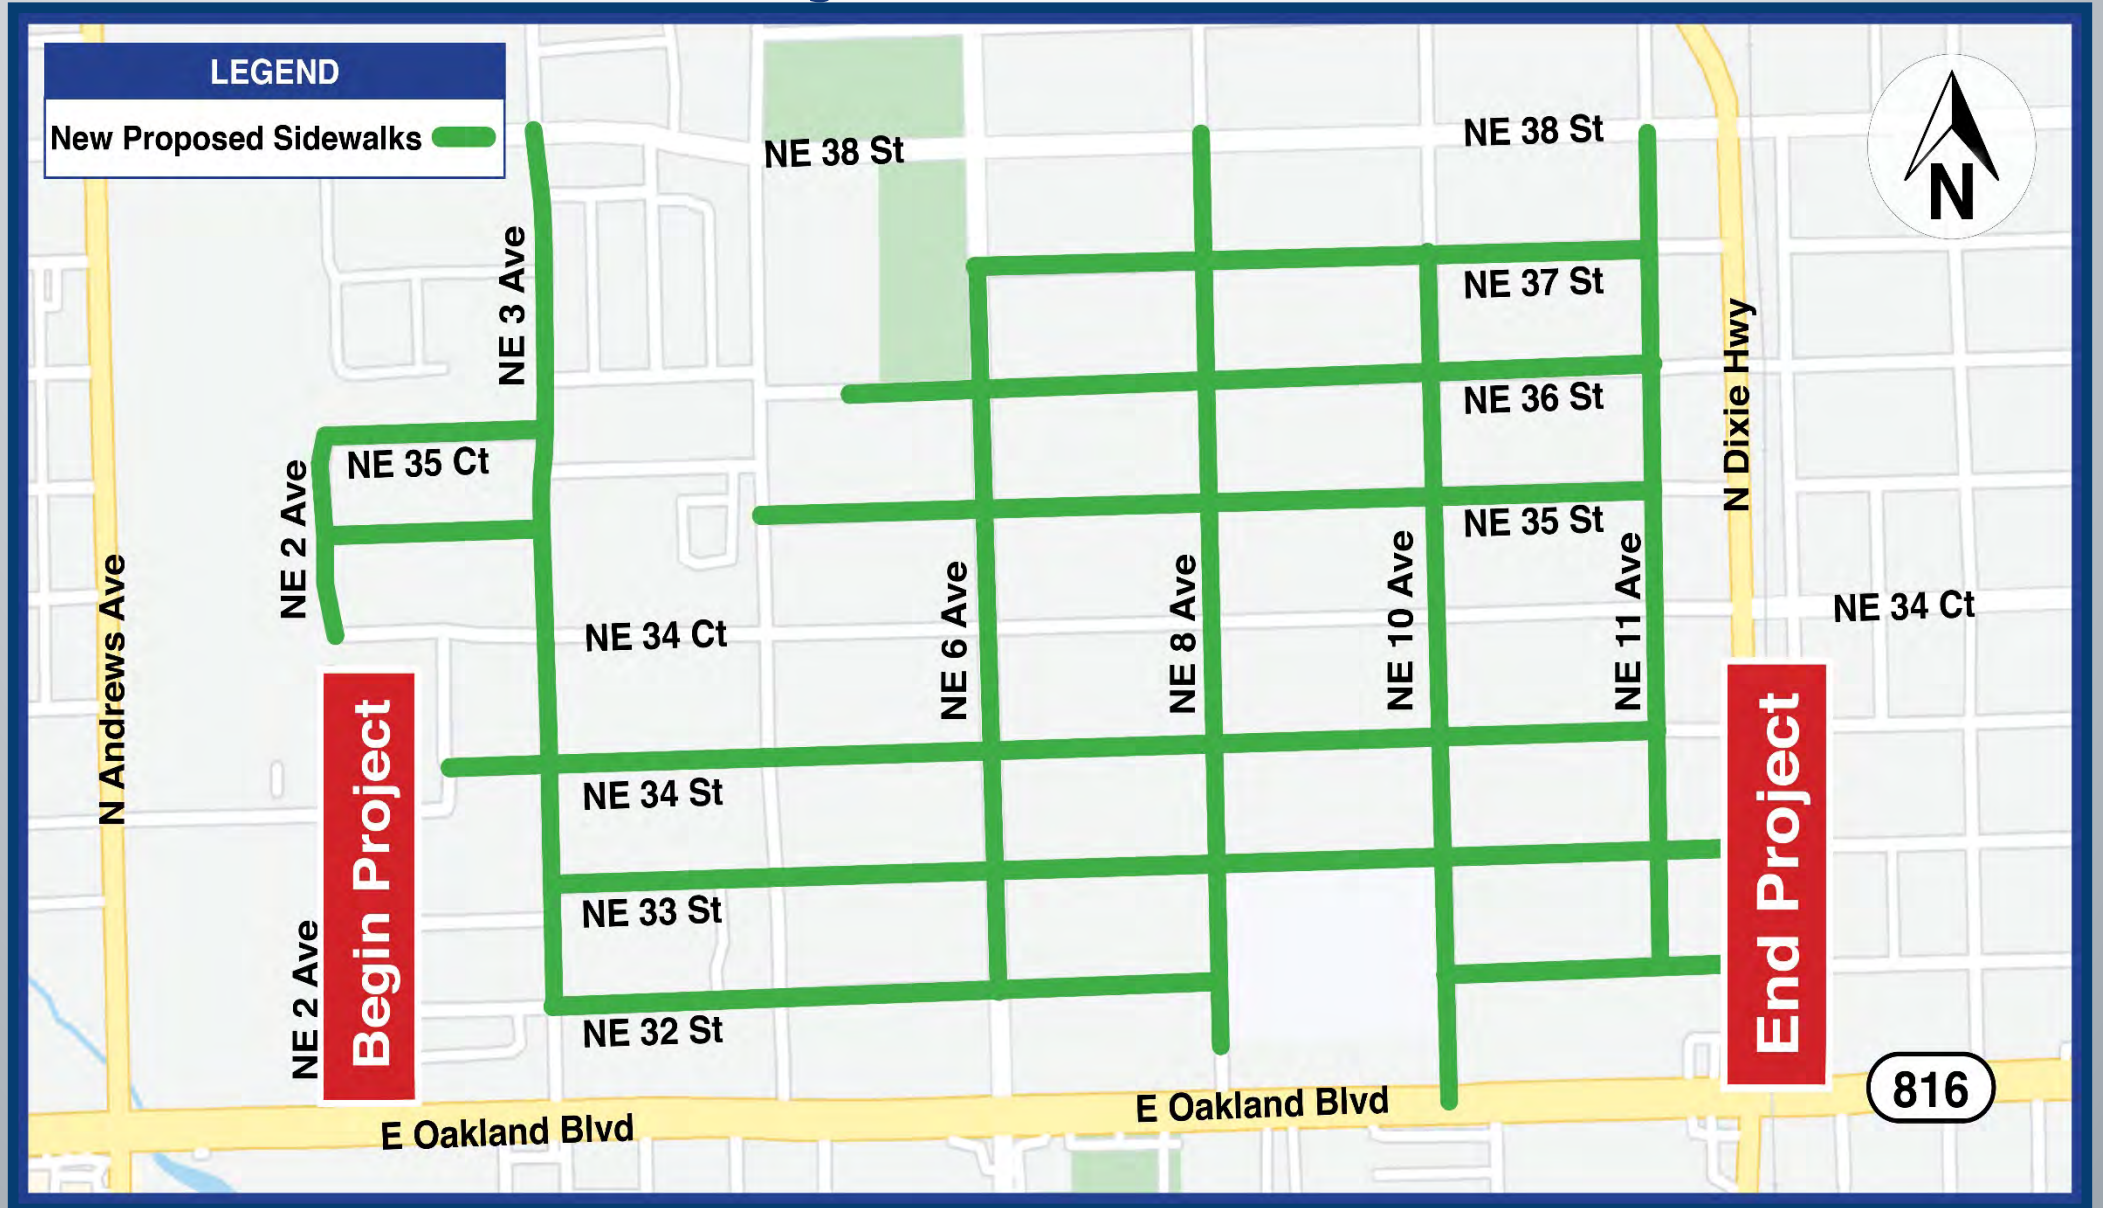 LEGEND
New Proposed Sidewalks
NE 38 St
NE 38 St
N
NE 3 Ave
NE 37 St
N Dixie Hwy
NE 36 St
NE 35 Ct
NE 2 Ave
NE 35 St
N Andrews Ave
NE 6 Ave
NE 8 Ave
NE 10 Ave
NE 11 Ave
NE 34 Ct
NE 34 Ct
Begin Project
End Project
NE 34 St
NE 33 St
NE 2 Ave
NE 32 St
816
E Oakland Blvd
E Oakland Blvd